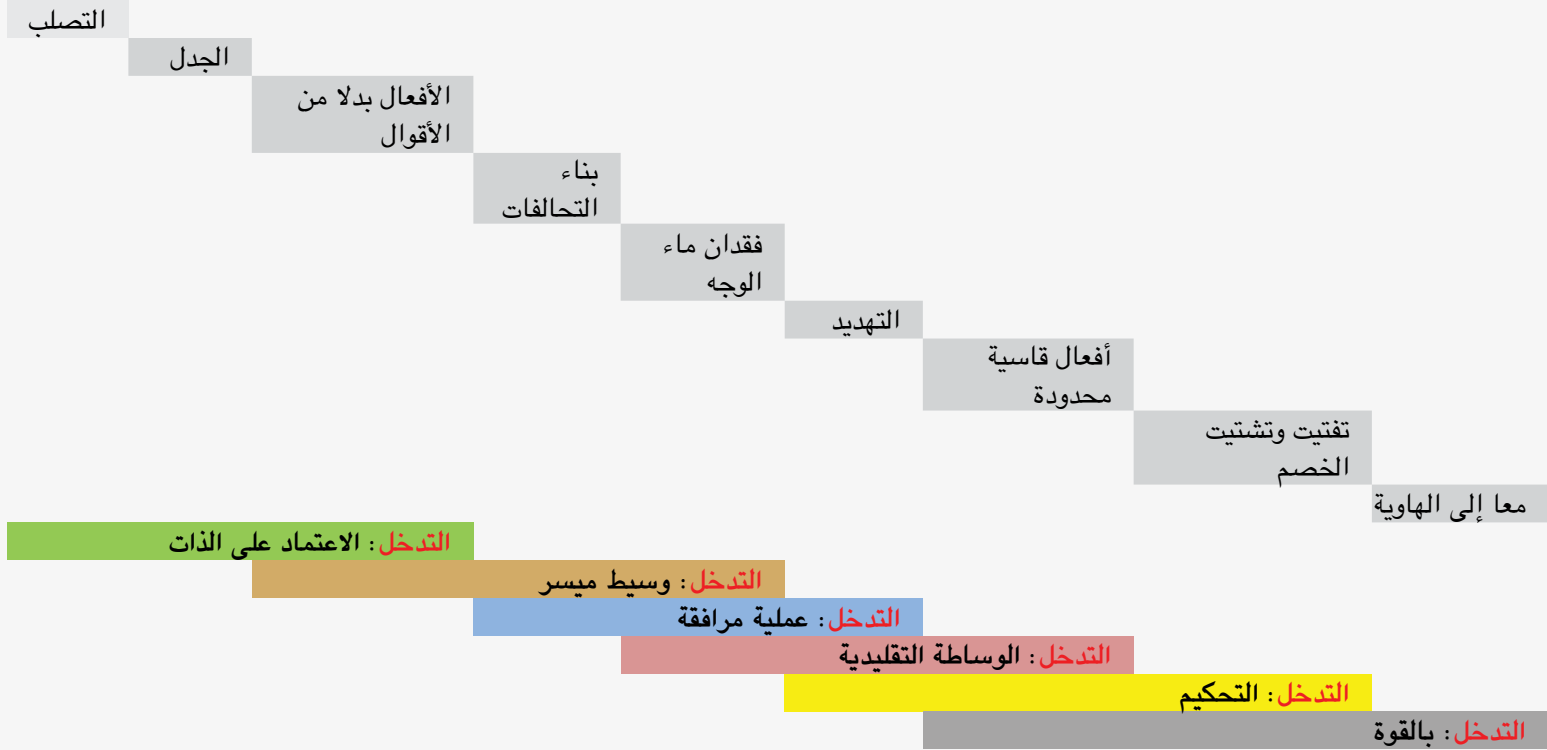 التصلب
الجدل
الأفعال بدلا من
الأقوال
بناء
التحالفات
فقدان ماء
الوجه
التهديد
أفعال قاسية
محدودة
تفتيت وتشتيت
الخصم
معا إلى الهاوية
التدخل: الاعتماد على الذات
التدخل: وسيط ميسر
التدخل: عملية مرافقة
التدخل: الوساطة التقليدية
التدخل: التحكيم
التدخل: بالقوة